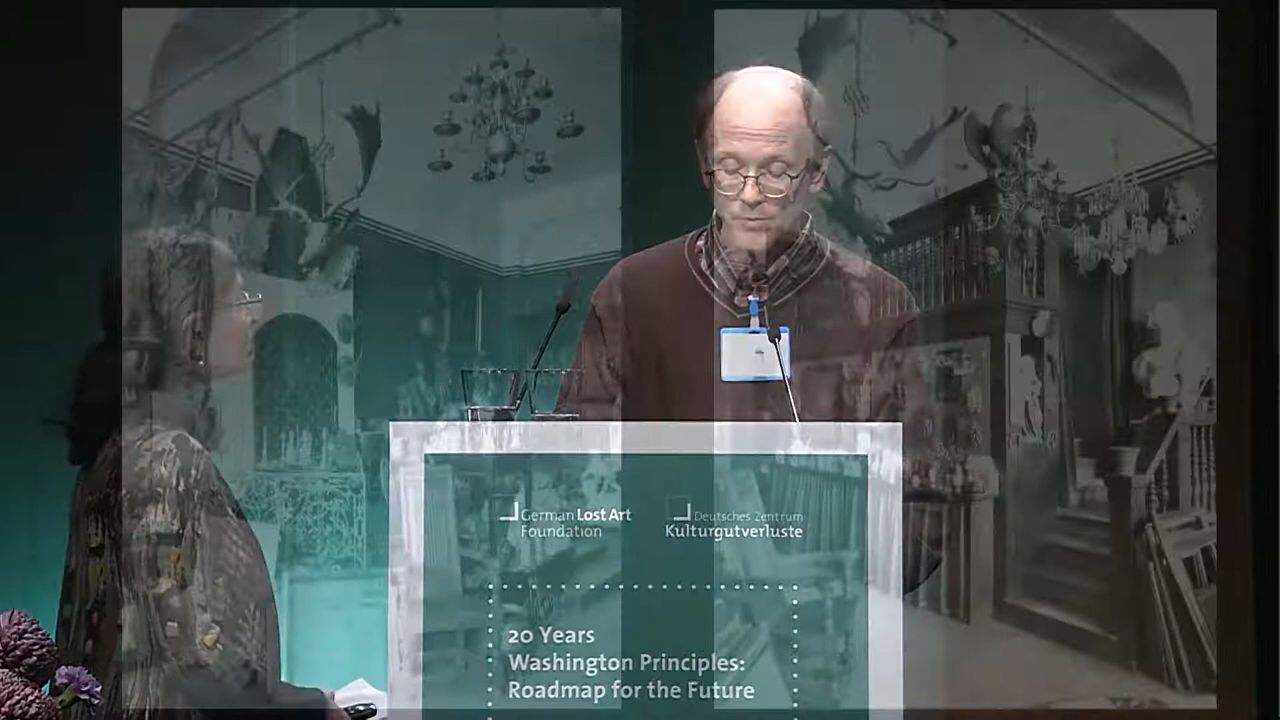 German Lost Art
Foundation
Deutsches Zentrum
Kulturgutverluste
20 Years
Washington Principles:
Roadmap for the Future